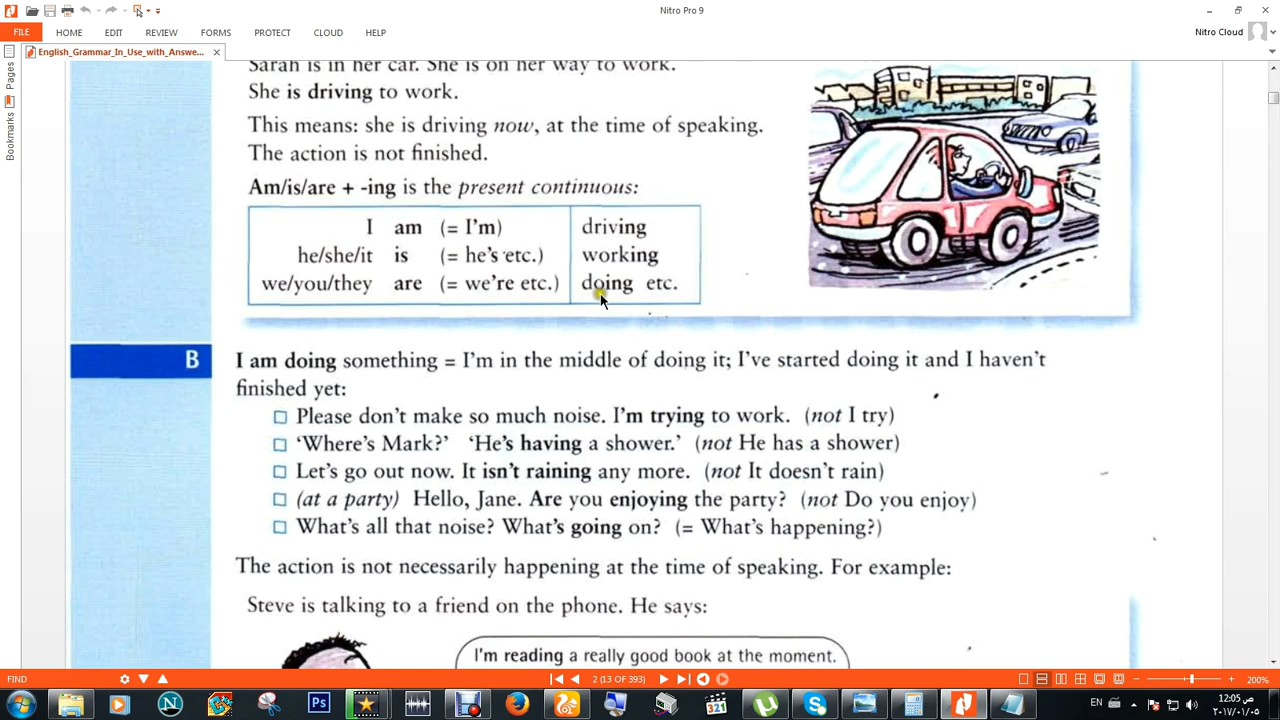 Nitro Pro 9
FILE HOME EDIT REVIEW FORMS PROTECT CLOUD HELP Nitro Cloud
English_Grammar_In_Use_with_Answe...
Pages
Bookmarks
Sarah is in her car. She is on her way to work.
She is driving to work.
This means: she is driving now, at the time of speaking.
The action is not finished.
Am/is/are + -ing is the present continuous:
I am (= I'm) driving
he/she/it is (= he's etc.) working
we/you/they are (= we're etc.) doing etc.
B
I am doing something = I'm in the middle of doing it; I've started doing it and I haven't
finished yet:
Please don't make so much noise. I'm trying to work. (not I try)
'Where's Mark?' 'He's having a shower.' (not He has a shower)
Let's go out now. It isn't raining any more. (not It doesn't rain)
(at a party) Hello, Jane. Are you enjoying the party? (not Do you enjoy)
What's all that noise? What's going on? (= What's happening?)
The action is not necessarily happening at the time of speaking. For example:
Steve is talking to a friend on the phone. He says:
I'm reading a really good book at the moment.
FIND 2 (13 OF 393) 200%
Ps 321 EN 12:05 ص
٢٠١٧/٠١/٠٥